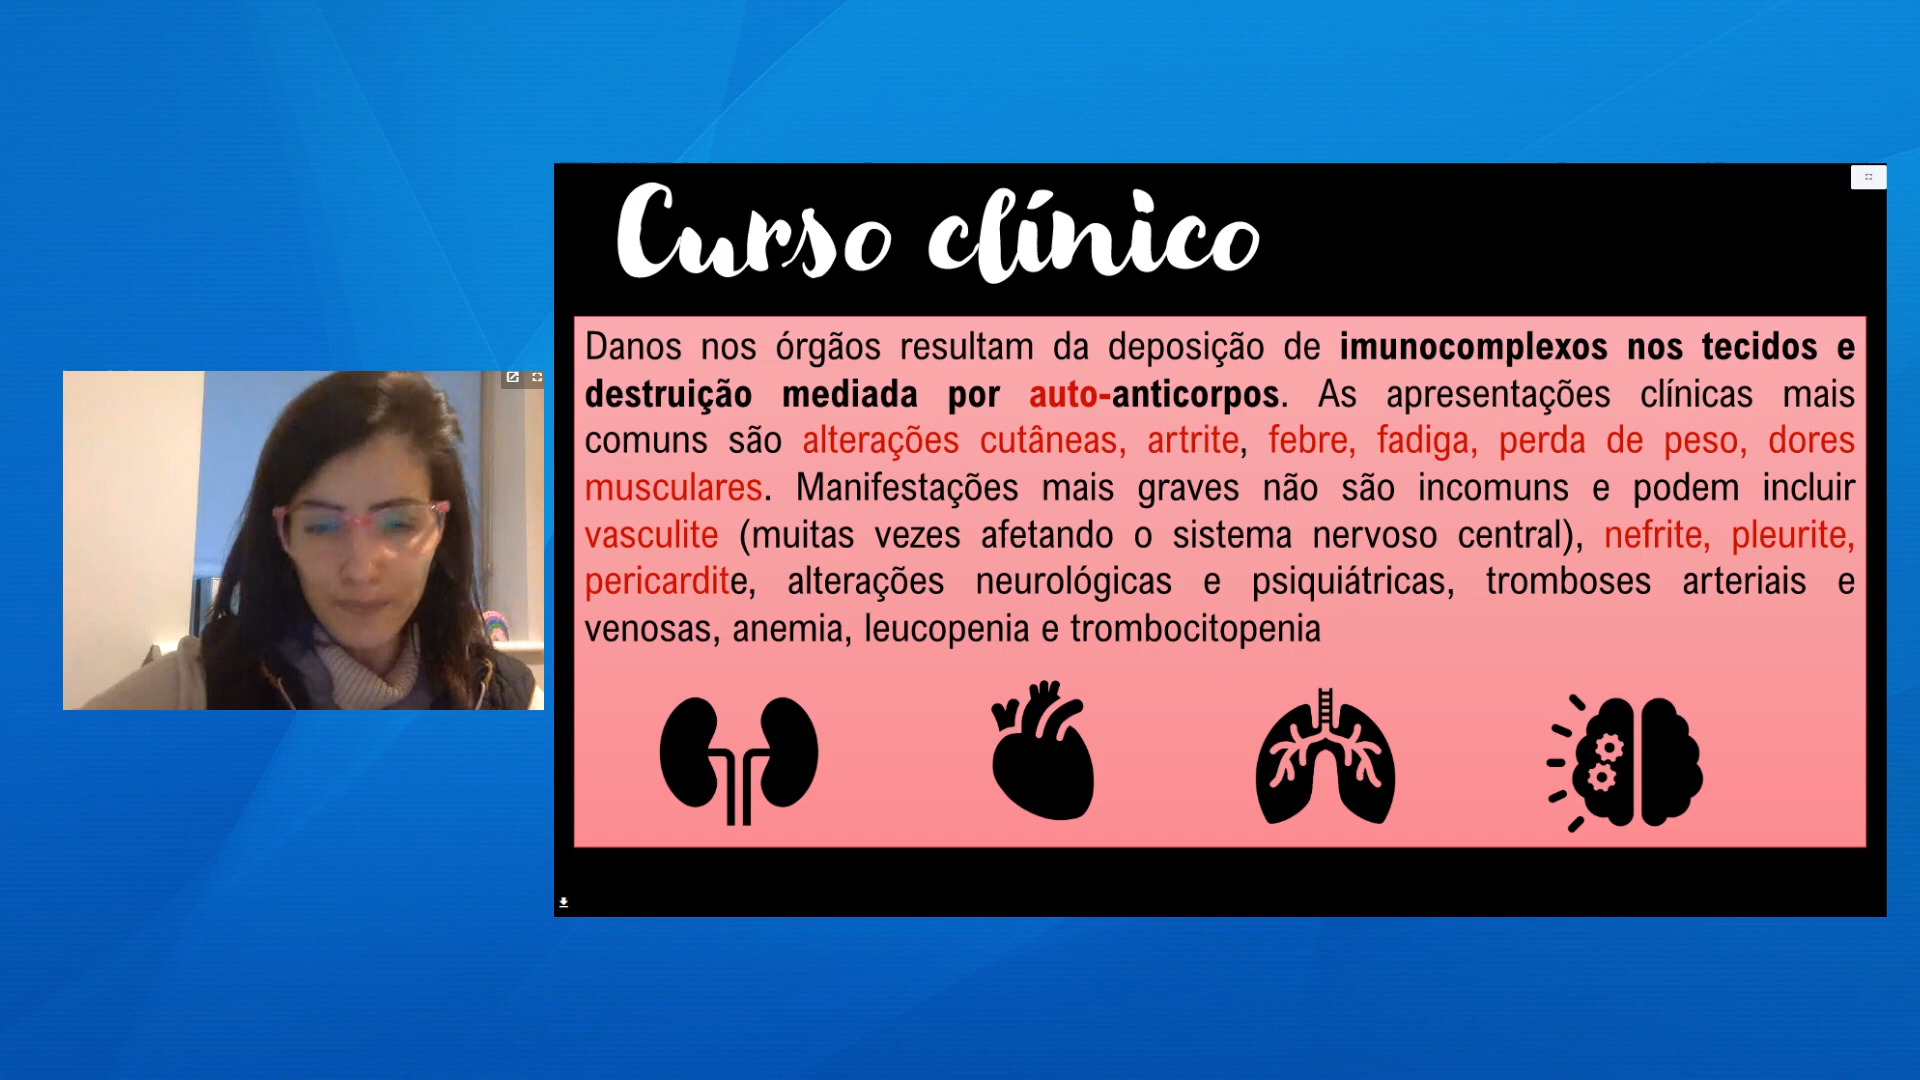 Curso clínico
Danos nos órgãos resultam da deposição de imunocomplexos nos tecidos e
destruição mediada por auto-anticorpos. As apresentações clínicas mais
comuns são alterações cutâneas, artrite, febre, fadiga, perda de peso, dores
musculares. Manifestações mais graves não são incomuns e podem incluir
vasculite (muitas vezes afetando o sistema nervoso central), nefrite, pleurite,
pericardite, alterações neurológicas e psiquiátricas, tromboses arteriais e
venosas, anemia, leucopenia e trombocitopenia